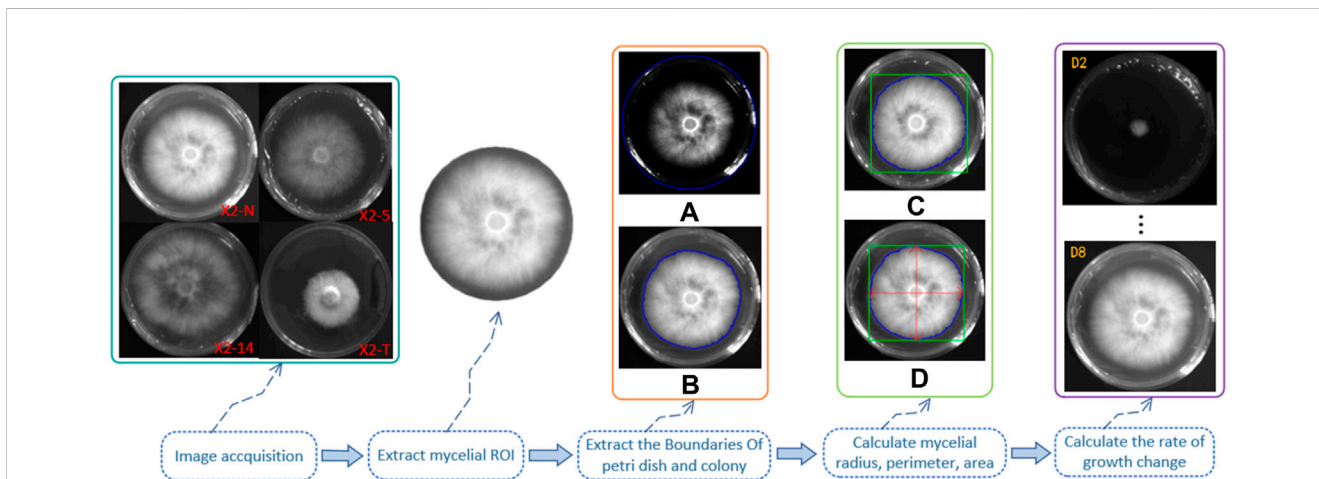 X2-N
X2-5
X2-14
X2-T
A
B
C
D
D2
...
D8
Image accquisition
Extract mycelial ROI
Extract the Boundaries Of
petri dish and colony
Calculate mycelial
radius, perimeter, area
Calculate the rate of
growth change